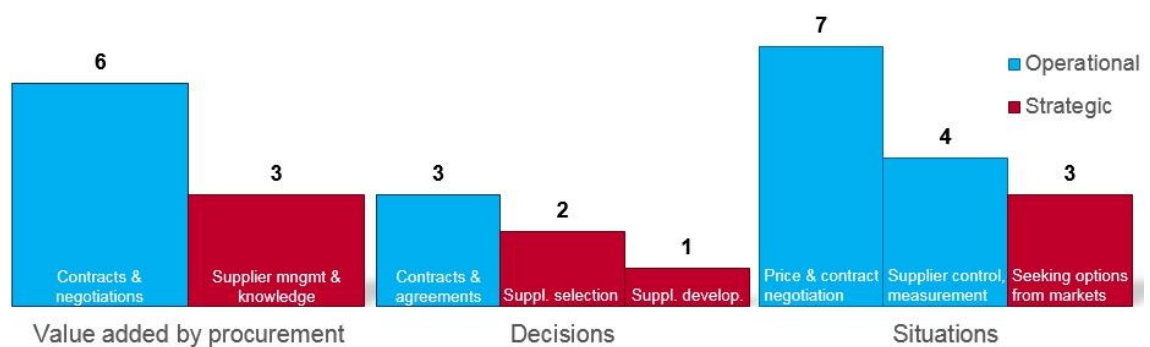 6
Contracts &
negotiations
3
Supplier mngmt &
knowledge
Value added by procurement
3
Contracts &
agreements
2
Suppl. selection
1
Suppl. develop.
Decisions
7
Price & contract
negotiation
4
Supplier control,
measurement
3
Seeking options
from markets
Situations
Operational
Strategic